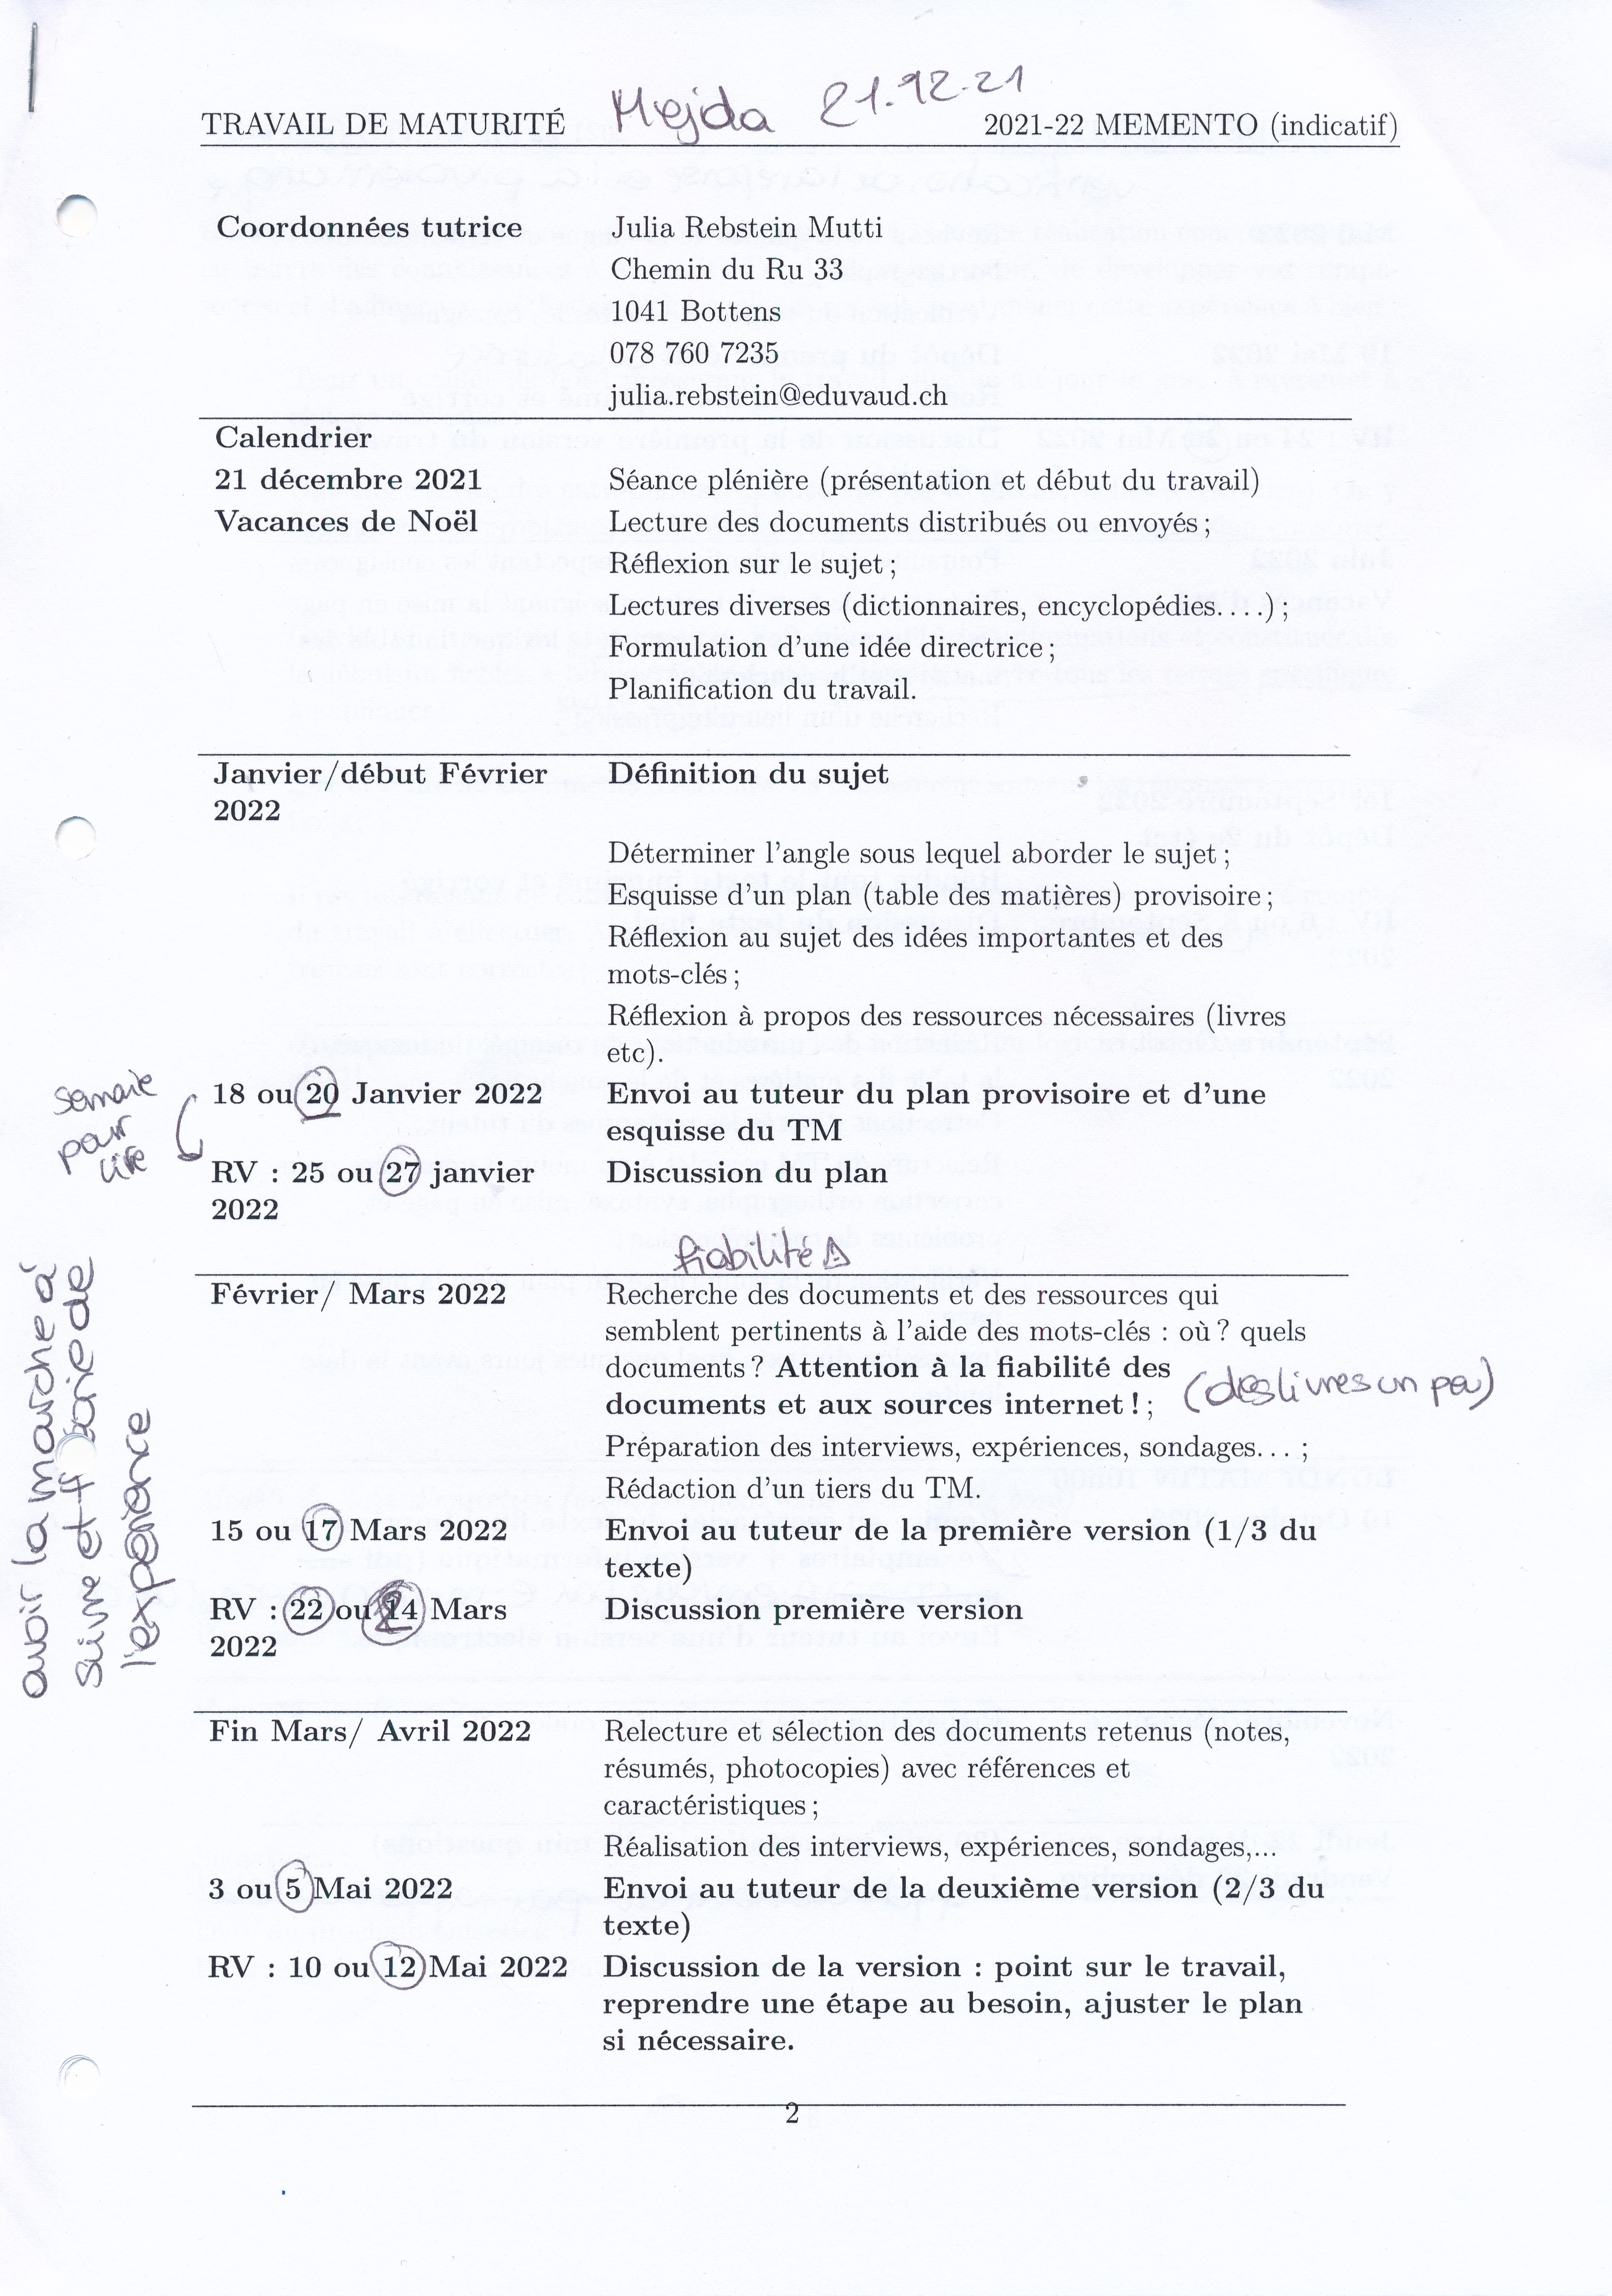 Mejda 21.12.21
TRAVAIL DE MATURITÉ 2021-22 MEMENTO (indicatif)
Coordonnées tutrice Julia Rebstein Mutti
Chemin du Ru 33
1041 Bottens
078 760 7235
julia.rebstein@eduvaud.ch
Calendrier
21 décembre 2021 Séance plénière (présentation et début du travail)
Vacances de Noël Lecture des documents distribués ou envoyés ;
Réflexion sur le sujet ;
Lectures diverses (dictionnaires, encyclopédies. . . .) ;
Formulation d'une idée directrice ;
Planification du travail.
Janvier/début Février Définition du sujet
2022
Déterminer l'angle sous lequel aborder le sujet ;
Esquisse d'un plan (table des matières) provisoire ;
Réflexion au sujet des idées importantes et des
mots-clés ;
Réflexion à propos des ressources nécessaires (livres
etc).
semaine
pour
lire
18 ou 20 Janvier 2022 Envoi au tuteur du plan provisoire et d'une
esquisse du TM
RV : 25 ou 27 janvier Discussion du plan
2022
fiabilité
Février/ Mars 2022 Recherche des documents et des ressources qui
semblent pertinents à l'aide des mots-clés : où ? quels
documents ? Attention à la fiabilité des
documents et aux sources internet ! ; (des livres un peu)
Préparation des interviews, expériences, sondages. . . ;
Rédaction d'un tiers du TM.
avoir la marche à
suivre et faire de
l'expérience
15 ou 17 Mars 2022 Envoi au tuteur de la première version (1/3 du
texte)
RV : 22 ou 24 Mars Discussion première version
2022
Fin Mars/ Avril 2022 Relecture et sélection des documents retenus (notes,
résumés, photocopies) avec références et
caractéristiques ;
Réalisation des interviews, expériences, sondages,...
3 ou 5 Mai 2022 Envoi au tuteur de la deuxième version (2/3 du
texte)
RV : 10 ou 12 Mai 2022 Discussion de la version : point sur le travail,
reprendre une étape au besoin, ajuster le plan
si nécessaire.
2